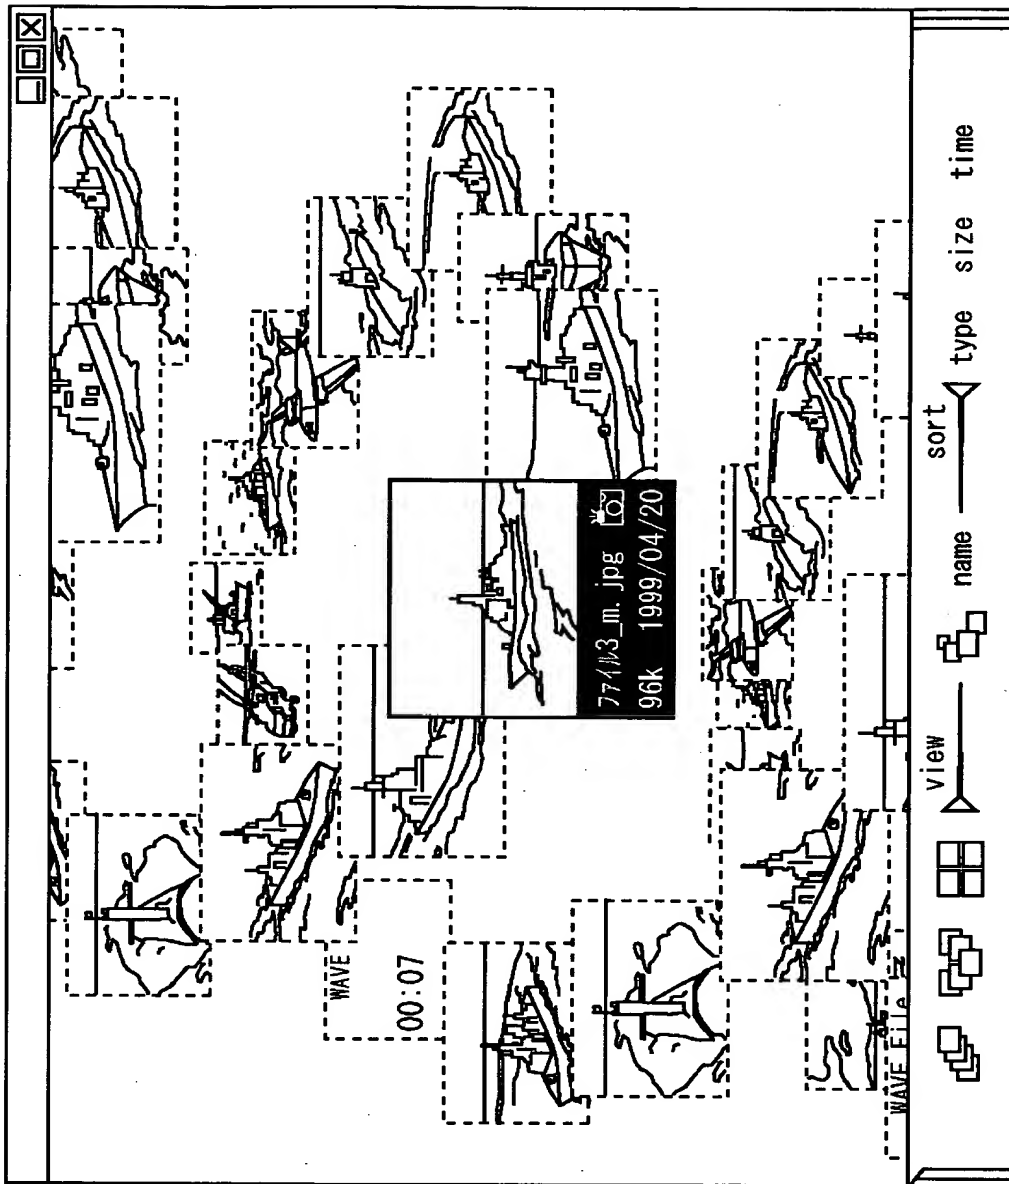 WAVE
00:07
ファイル3_m. jpg
96k 1999/04/20
WAVE File
view sort
name type size time